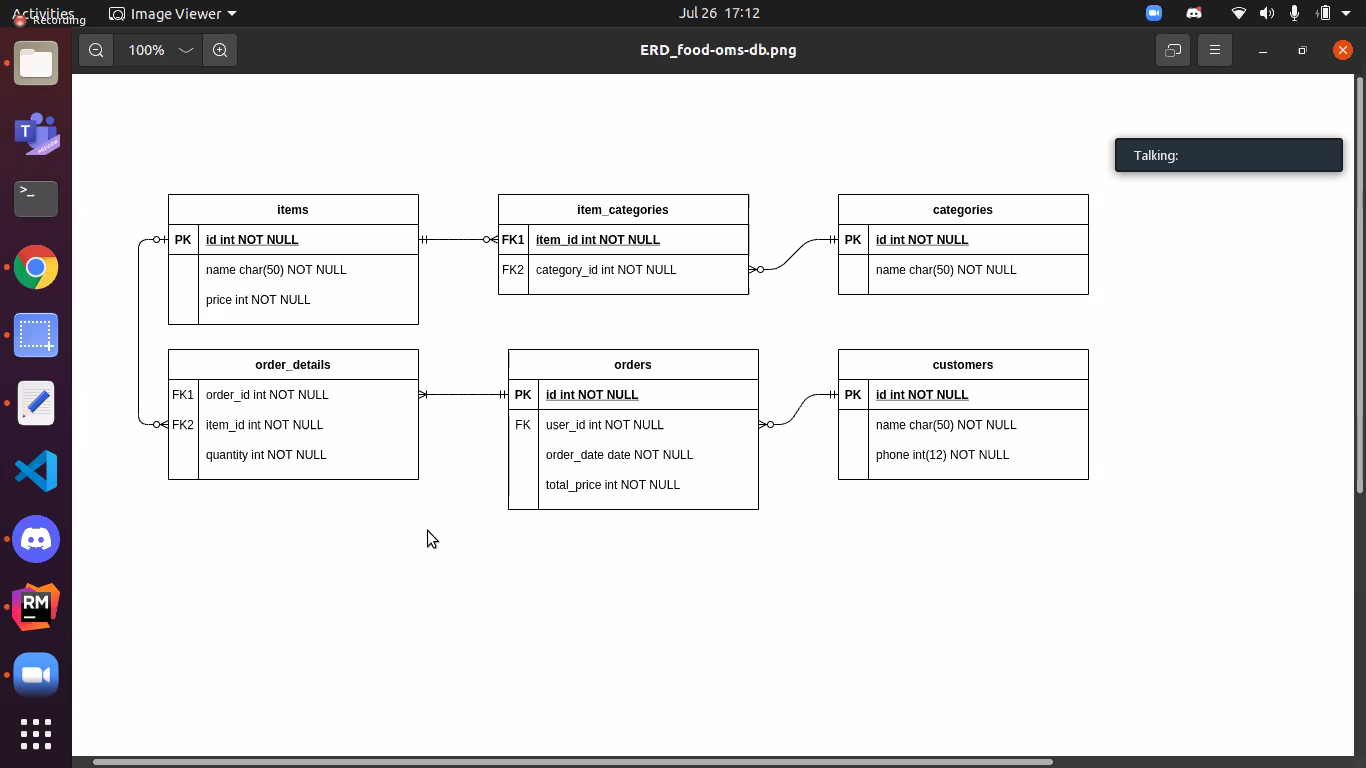 Activities
Recording
Image Viewer
Jul 26 17:12
100%
ERD_food-oms-db.png
Talking:
items
PK id int NOT NULL
name char(50) NOT NULL
price int NOT NULL
item_categories
FK1 item_id int NOT NULL
FK2 category_id int NOT NULL
categories
PK id int NOT NULL
name char(50) NOT NULL
order_details
FK1 order_id int NOT NULL
FK2 item_id int NOT NULL
quantity int NOT NULL
orders
PK id int NOT NULL
FK user_id int NOT NULL
order_date date NOT NULL
total_price int NOT NULL
customers
PK id int NOT NULL
name char(50) NOT NULL
phone int(12) NOT NULL
T
PREVIEW
>_
RM